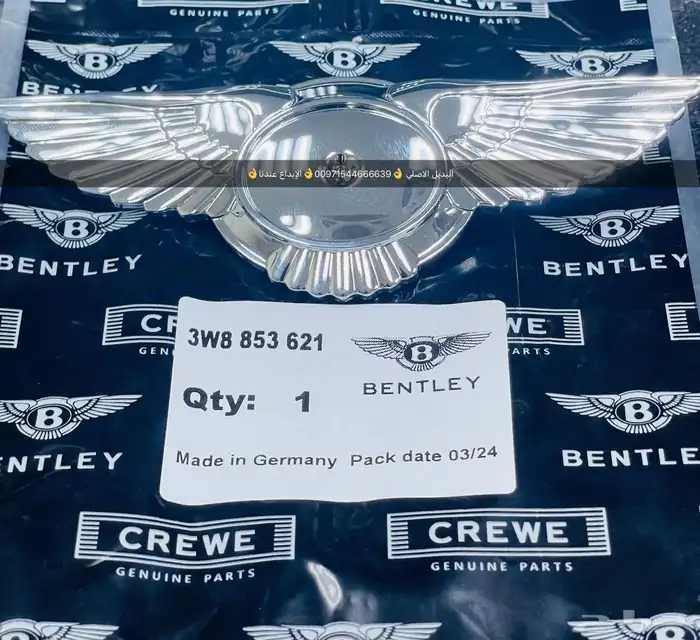 CREWE
GENUINE PARTS
CREWE
GENUINE PARTS
B
B
B
BENTLEY
البديل الاصلي 👌 00971544666639👌 الإبداع عندنا👌
B
BENTLEY
B
BENTLEY
3W8 853 621
B
BENTLEY
Qty: 1
Made in Germany Pack date 03/24
B
BENTLEY
CREWE
GENUINE PARTS
CREWE
GENUINE PARTS